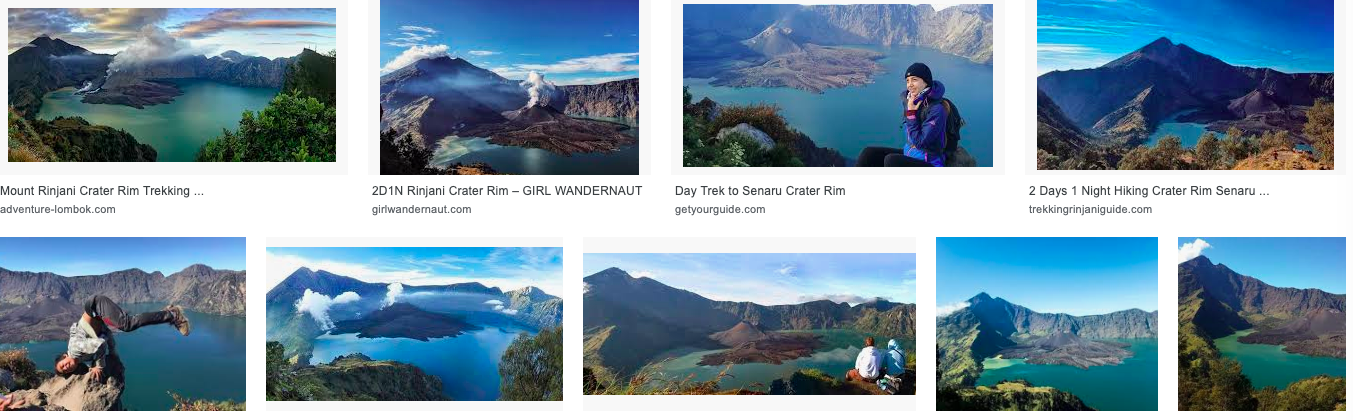 Mount Rinjani Crater Rim Trekking ...
adventure-lombok.com
2D1N Rinjani Crater Rim – GIRL WANDERNAUT
girlwandernaut.com
Day Trek to Senaru Crater Rim
getyourguide.com
2 Days 1 Night Hiking Crater Rim Senaru ...
trekkingrinjaniguide.com